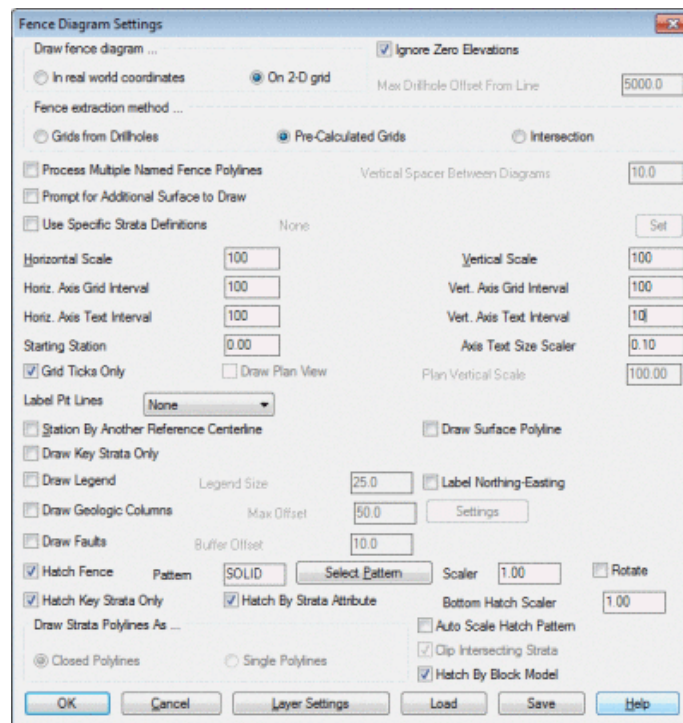 Fence Diagram Settings
Draw fence diagram ...
Ignore Zero Elevations
In real world coordinates
On 2-D grid
Max Drillhole Offset From Line
5000.0
Fence extraction method ...
Grids from Drillholes
Pre-Calculated Grids
Intersection
Process Multiple Named Fence Polylines
Vertical Spacer Between Diagrams
10.0
Prompt for Additional Surface to Draw
Use Specific Strata Definitions
None
Set
Horizontal Scale
100
Vertical Scale
100
Horiz. Axis Grid Interval
100
Vert. Axis Grid Interval
100
Horiz. Axis Text Interval
100
Vert. Axis Text Interval
10
Starting Station
0.00
Axis Text Size Scaler
0.10
Grid Ticks Only
Draw Plan View
Plan Vertical Scale
100.00
Label Pit Lines
None
Station By Another Reference Centerline
Draw Surface Polyline
Draw Key Strata Only
Draw Legend
Legend Size
25.0
Label Northing-Easting
Draw Geologic Columns
Max Offset
50.0
Settings
Draw Faults
Buffer Offset
10.0
Hatch Fence
Pattern
SOLID
Select Pattern
Scaler
1.00
Rotate
Hatch Key Strata Only
Hatch By Strata Attribute
Bottom Hatch Scaler
1.00
Draw Strata Polylines As ...
Auto Scale Hatch Pattern
Closed Polylines
Single Polylines
Clip Intersecting Strata
Hatch By Block Model
OK
Cancel
Layer Settings
Load
Save
Help